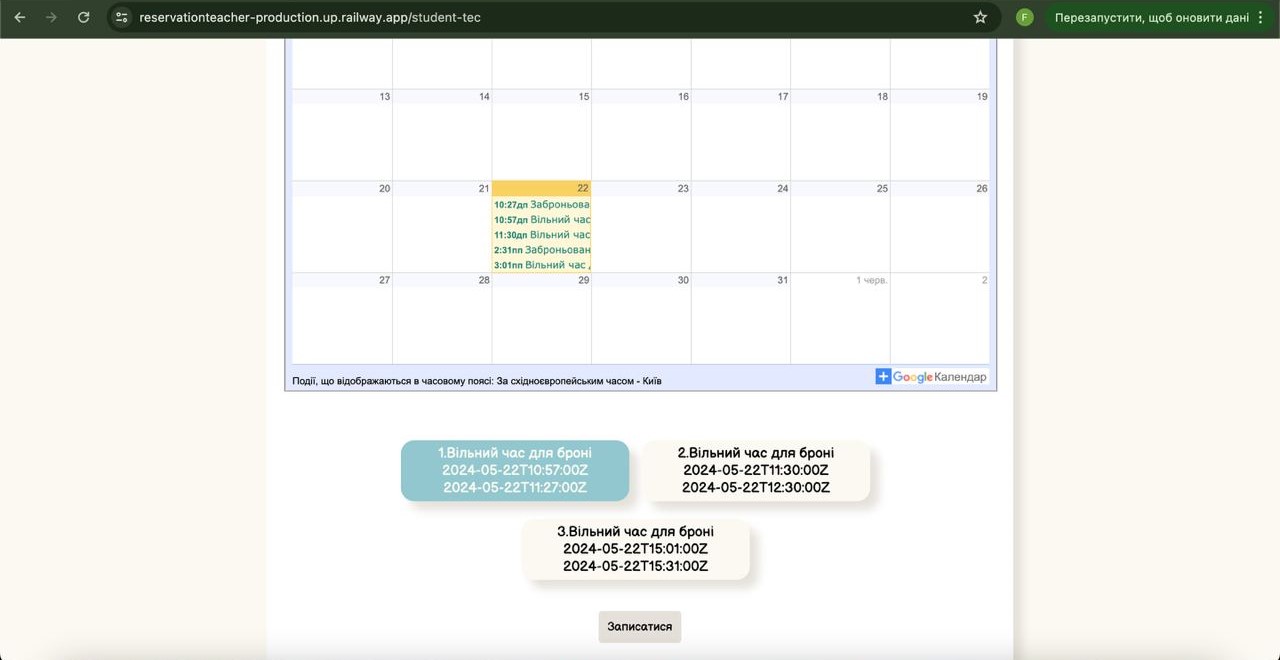 reservationteacher-production.up.railway.app/student-tec
F
Перезапустити, щоб оновити дані
13 14 15 16 17 18 19
20 21 22 23 24 25 26
10:27дп Заброньова
10:57дп Вільний час
11:30дп Вільний час
2:31пп Заброньован
3:01пп Вільний час
27 28 29 30 31 1 черв. 2
Події, що відображаються в часовому поясі: За східноєвропейським часом - Київ
Google Календар
1.Вільний час для броні
2024-05-22T10:57:00Z
2024-05-22T11:27:00Z
2.Вільний час для броні
2024-05-22T11:30:00Z
2024-05-22T12:30:00Z
3.Вільний час для броні
2024-05-22T15:01:00Z
2024-05-22T15:31:00Z
Записатися